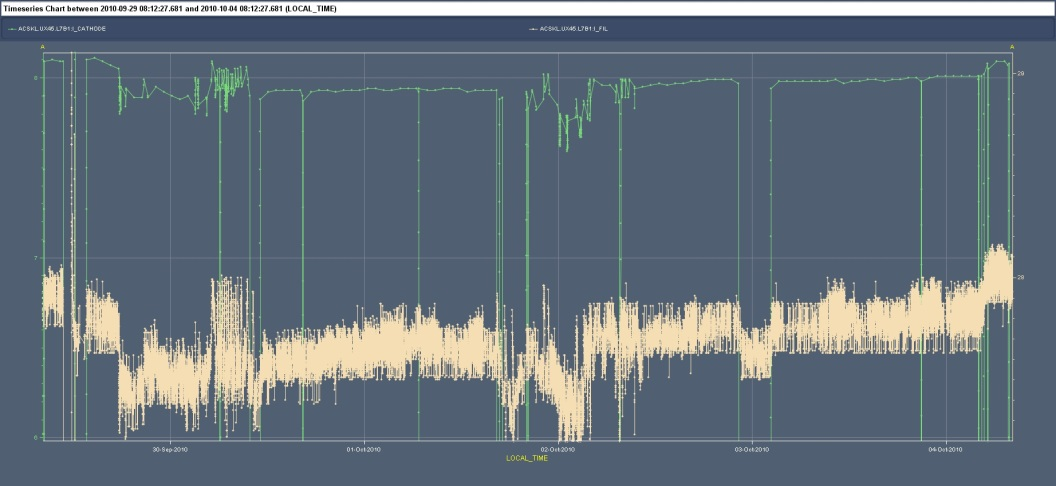 Timeseries Chart between 2010-09-29 08:12:27.681 and 2010-10-04 08:12:27.681 (LOCAL_TIME)
ACSKL.UX45.L7B1:I_CATHODE ACSKL.UX45.L7B1:I_FIL
A A
8 29
7 28
6
30-Sep-2010 01-Oct-2010 02-Oct-2010 03-Oct-2010 04-Oct-2010
LOCAL_TIME